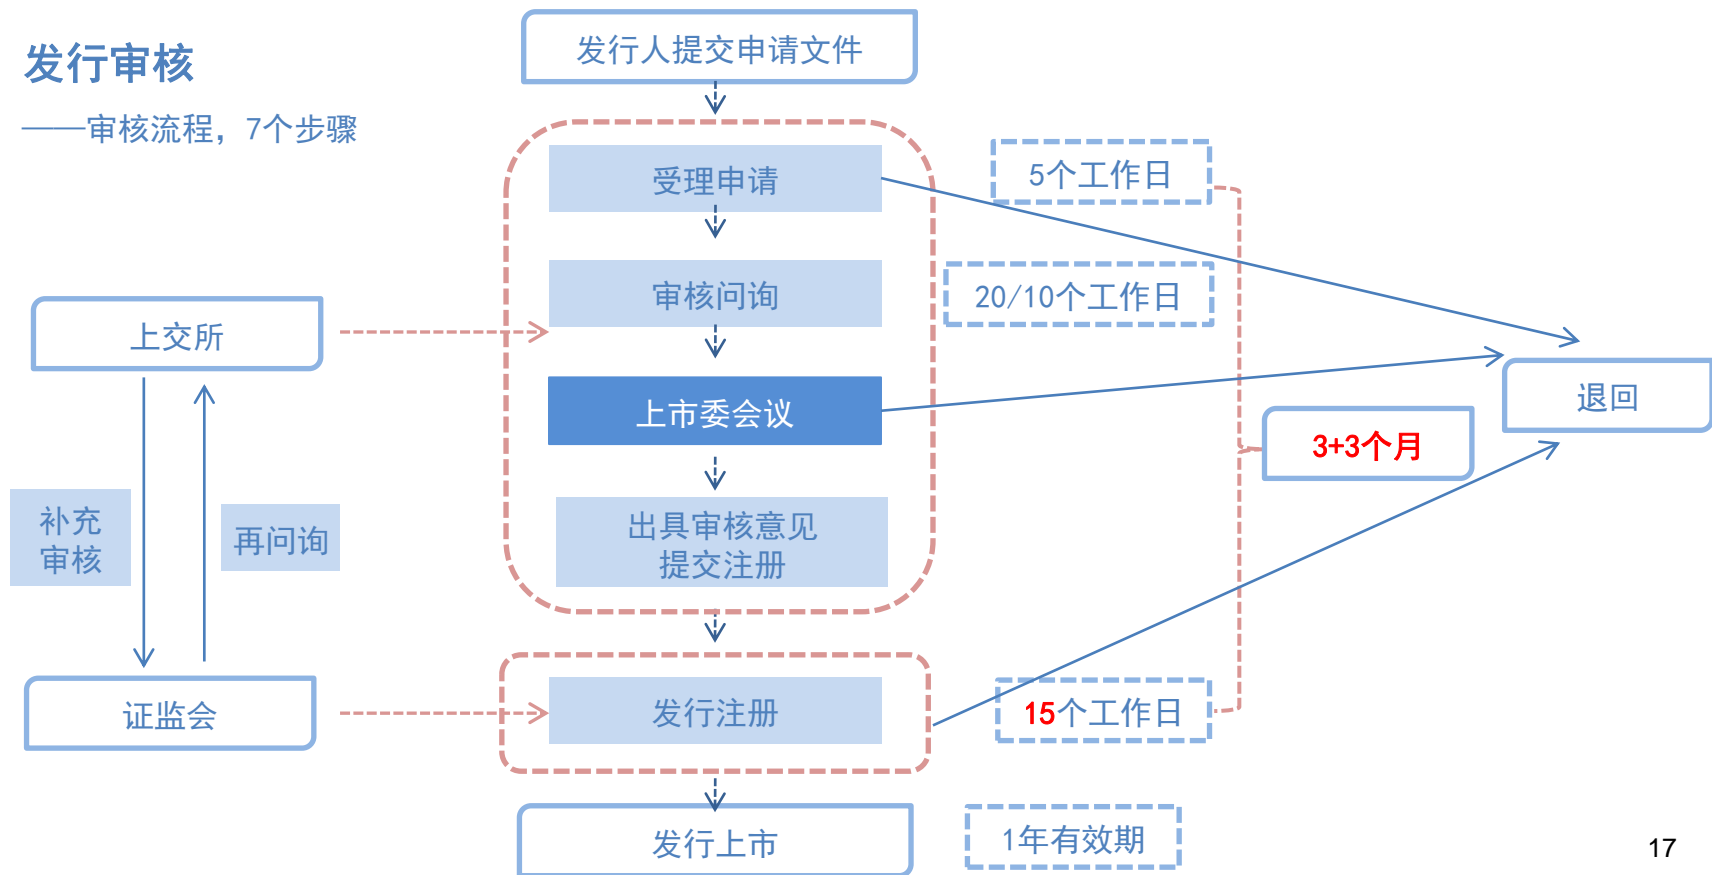 发行审核
——审核流程，7个步骤
发行人提交申请文件
受理申请
5个工作日
审核问询
20/10个工作日
上交所
上市委会议
退回
3+3个月
补充
审核
再问询
出具审核意见
提交注册
证监会
发行注册
15个工作日
发行上市
1年有效期
17